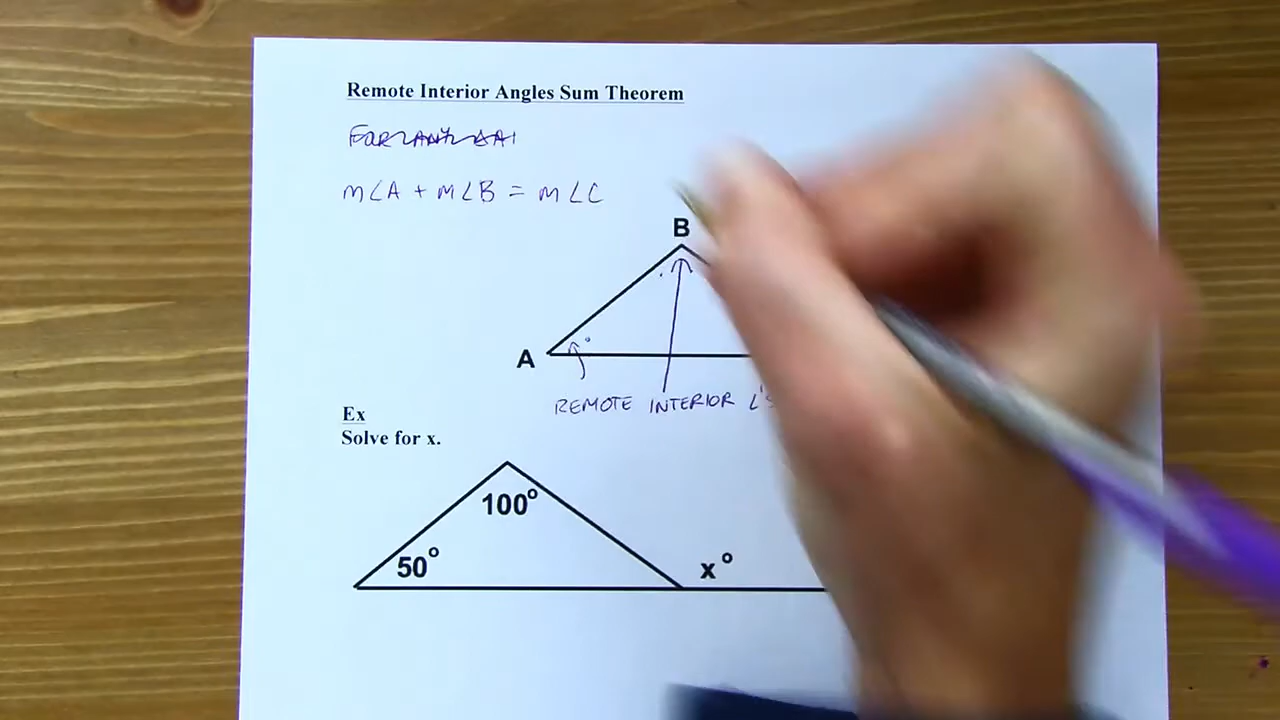 Remote Interior Angles Sum Theorem
m∠A + m∠B = m∠C
B
A
REMOTE INTERIOR ∠'S
Ex
Solve for x.
100°
50°
x°